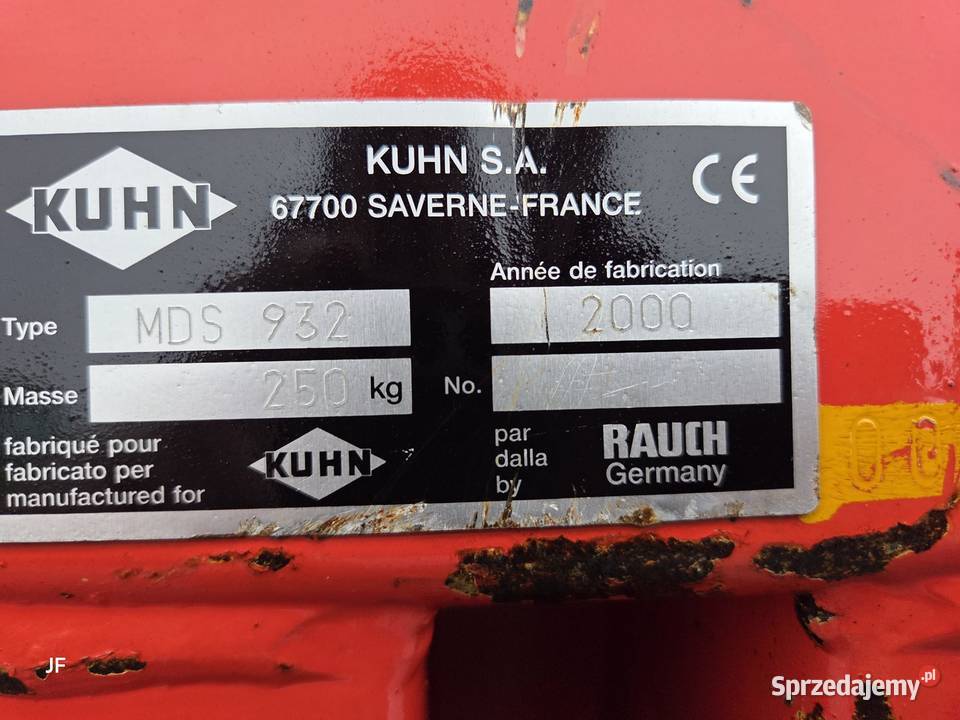 KUHN
KUHN S.A.
67700 SAVERNE-FRANCE
CE
Année de fabrication
Type MDS 932 2000
Masse 250 kg No.
fabriqué pour
fabricato per
manufactured for
KUHN
par
dalla
by
RAUCH
Germany
JF
Sprzedajemy.pl